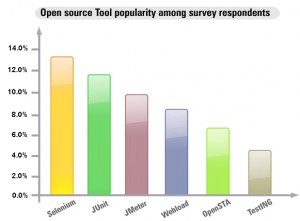 Open source Tool popularity among survey respondents
14.0%
12.0%
10.0%
8.0%
6.0%
4.0%
2.0%
0.0%
Selenium
JUnit
JMeter
Webload
OpenSTA
TestING